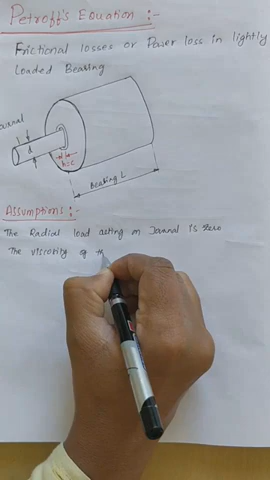 Petroff's Equation :-
Frictional losses or Power loss in lightly
Loaded Bearing
Journal
d
h=c
Bearing L
Assumptions :-
The Radial load acting on Journal is zero
The viscosity of th